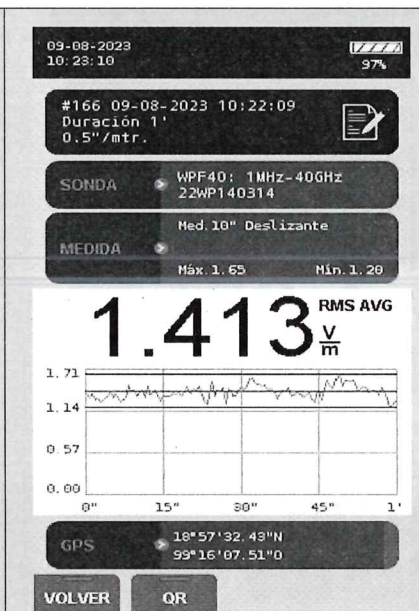 09-08-2023
10:23:10
97%
#166 09-08-2023 10:22:09
Duración 1'
0.5"/mtr.
SONDA
WPF40: 1MHz-40GHz
22WP140314
MEDIDA
Med.10" Deslizante
Máx.1.65 Mín.1.20
1.413 RMS AVG
V
m
1.71
1.14
0.57
0.00
0" 15" 30" 45" 1'
GPS
18°57'32.43"N
99°16'07.51"O
VOLVER QR